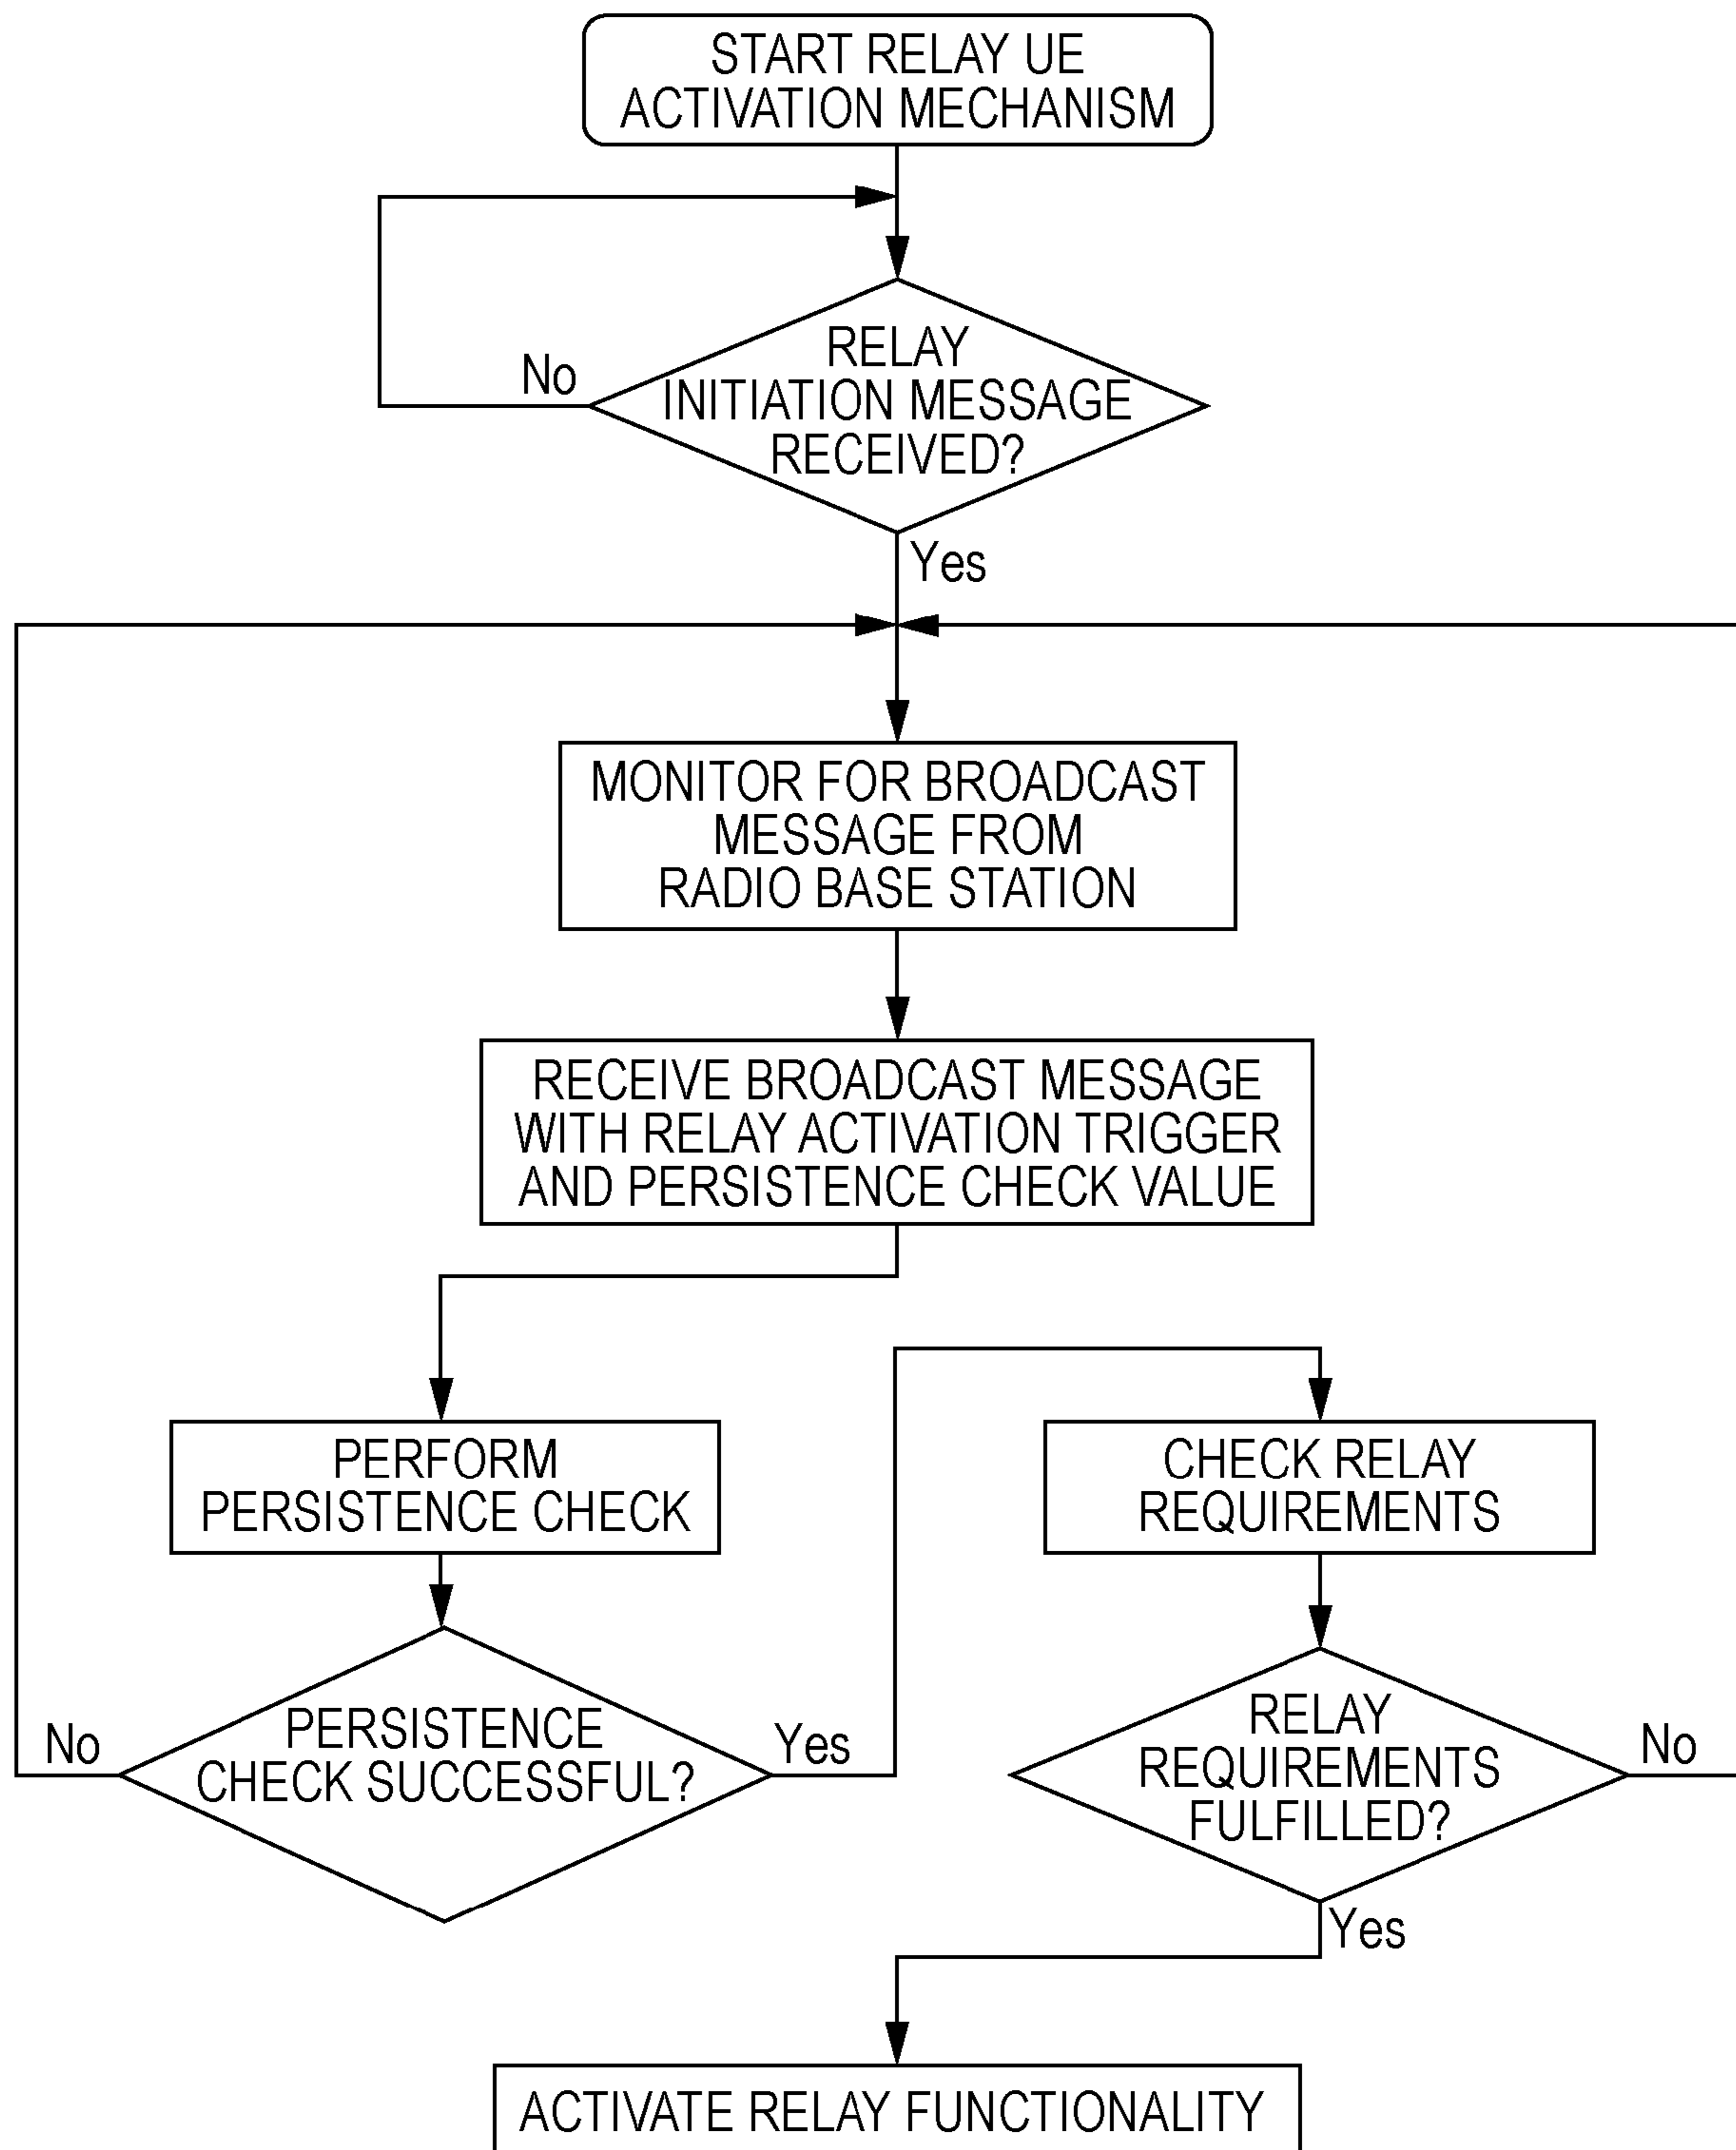 START RELAY UE
ACTIVATION MECHANISM
RELAY
INITIATION MESSAGE
RECEIVED?
No
Yes
MONITOR FOR BROADCAST
MESSAGE FROM
RADIO BASE STATION
RECEIVE BROADCAST MESSAGE
WITH RELAY ACTIVATION TRIGGER
AND PERSISTENCE CHECK VALUE
PERFORM
PERSISTENCE CHECK
PERSISTENCE
CHECK SUCCESSFUL?
No
Yes
CHECK RELAY
REQUIREMENTS
RELAY
REQUIREMENTS
FULFILLED?
No
Yes
ACTIVATE RELAY FUNCTIONALITY